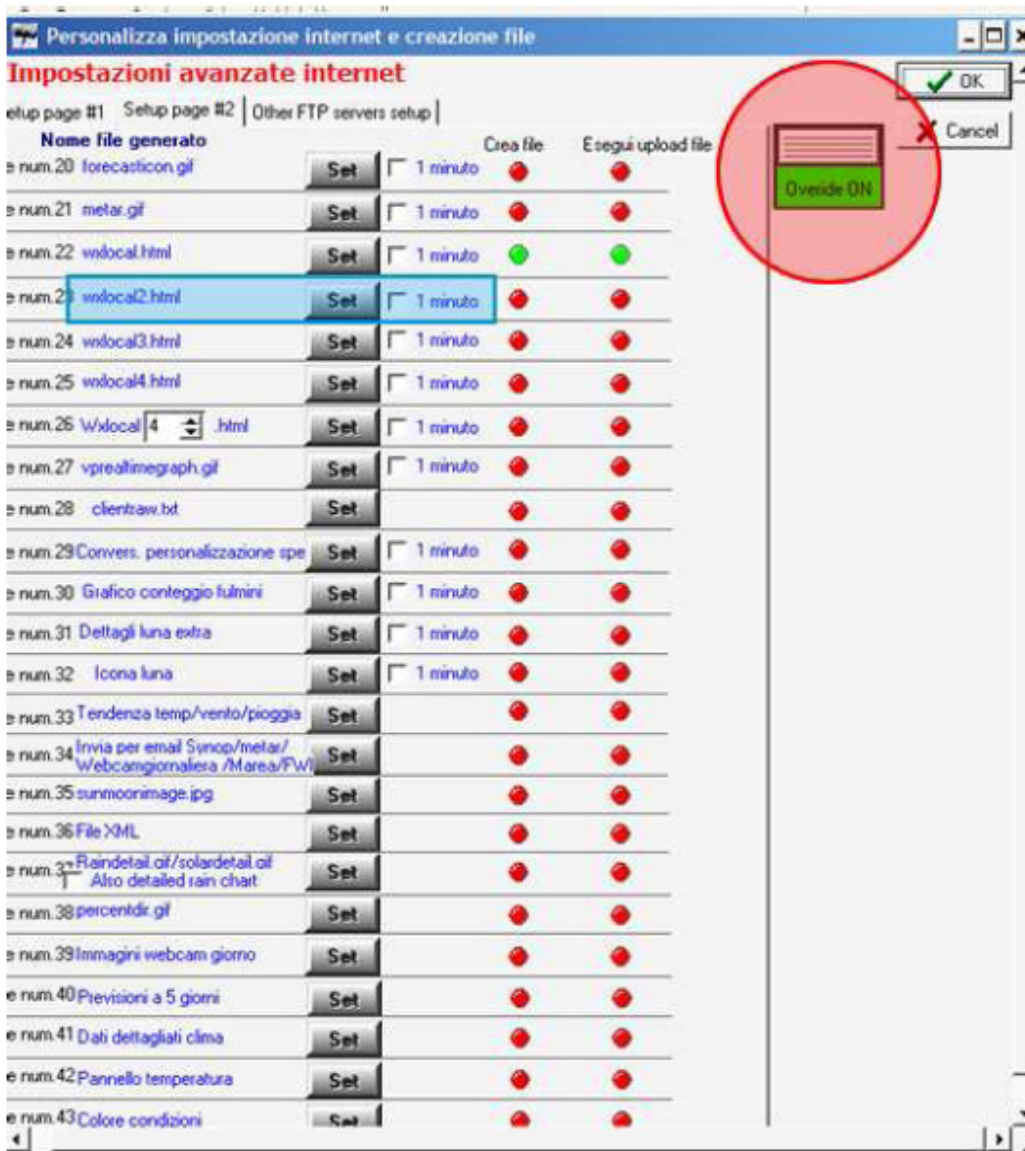 Personalizza impostazione internet e creazione file
Impostazioni avanzate internet
OK
Cancel
etup page #1 Setup page #2 Other FTP servers setup
Nome file generato Crea file Esegui upload file
Overide ON
e num.20 forecasticon.gif Set 1 minuto
e num.21 metar.gif Set 1 minuto
e num.22 wxlocal.html Set 1 minuto
e num.23 wxlocal2.html Set 1 minuto
e num.24 wxlocal3.html Set 1 minuto
e num.25 wxlocal4.html Set 1 minuto
e num.26 Wxlocal 4 .html Set 1 minuto
e num.27 vprealtimegraph.gif Set 1 minuto
e num.28 clientraw.txt Set
e num.29 Convers. personalizzazione spe Set 1 minuto
e num.30 Grafico conteggio fulmini Set 1 minuto
e num.31 Dettagli luna extra Set 1 minuto
e num.32 Icona luna Set 1 minuto
e num.33 Tendenza temp/vento/pioggia Set
e num.34 Invia per email Synop/metar/
Webcamgiornaliera /Marea/FWI Set
e num.35 sunmoonimage.jpg Set
e num.36 File XML Set
e num.37 Raindetail.gif/solardetail.gif
Also detailed rain chart Set
e num.38 percentdir.gif Set
e num.39 Immagini webcam giorno Set
e num.40 Previsioni a 5 giorni Set
e num.41 Dati dettagliati clima Set
e num.42 Pannello temperatura Set
e num.43 Colore condizioni Set